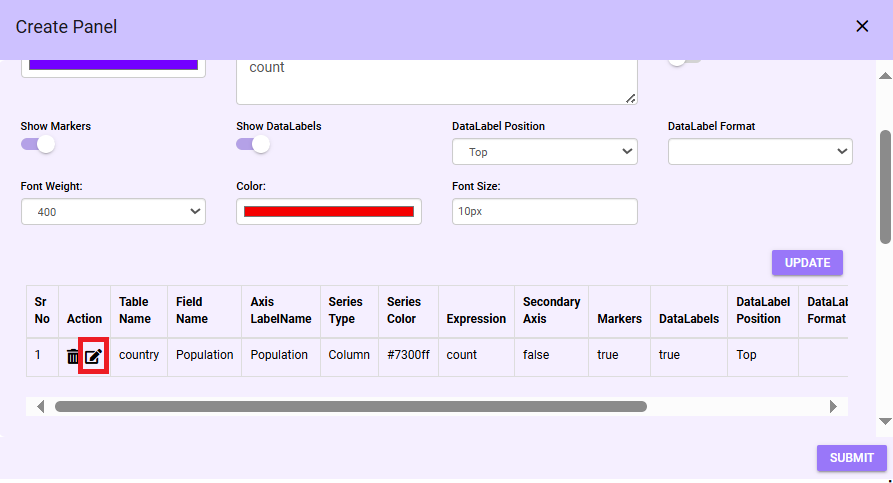 Create Panel
count
Show Markers
Show DataLabels
DataLabel Position
DataLabel Format
Top
Font Weight:
Color:
Font Size:
400
10px
UPDATE
Sr No
Action
Table Name
Field Name
Axis LabelName
Series Type
Series Color
Expression
Secondary Axis
Markers
DataLabels
DataLabel Position
DataLab Format
1
country
Population
Population
Column
#7300ff
count
false
true
true
Top
SUBMIT